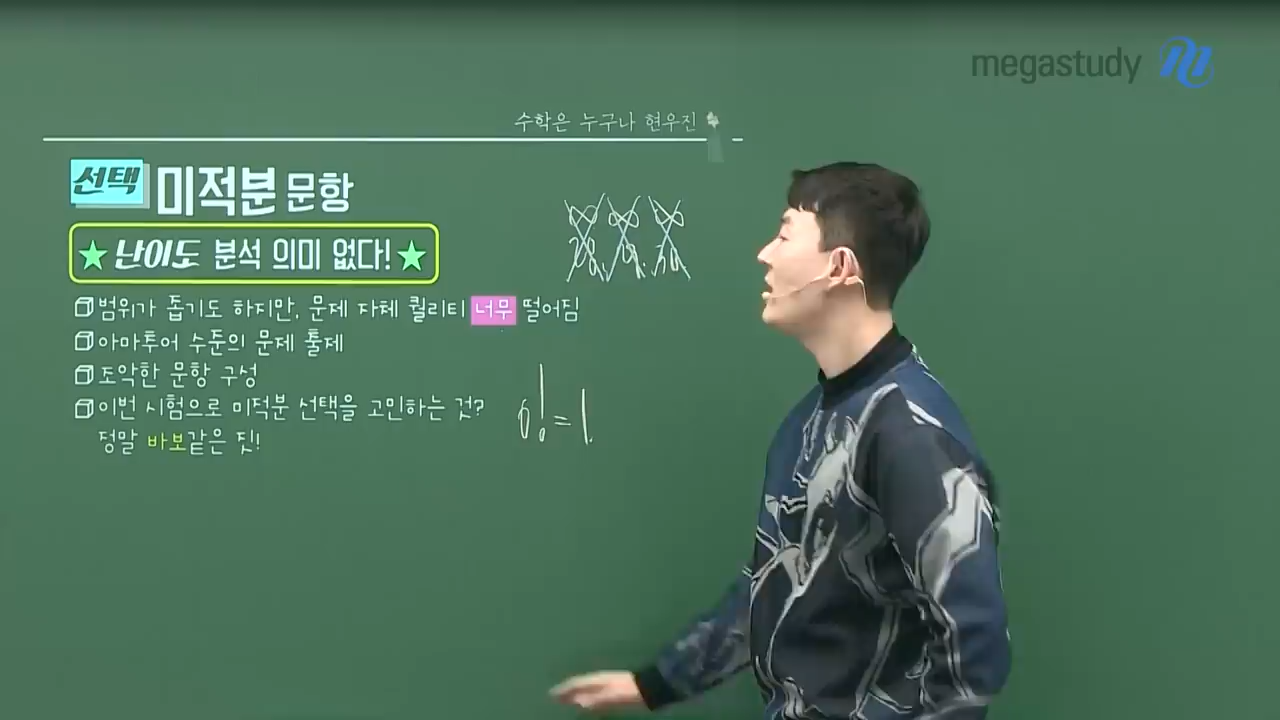 megastudy
수학은 누구나 현우진
선택 미적분 문항
★ 난이도 분석 의미 없다! ★
범위가 좁기도 하지만, 문제 자체 퀄리티 너무 떨어짐
아마투어 수준의 문제 출제
조악한 문항 구성
이번 시험으로 미적분 선택을 고민하는 것?
정말 바보같은 짓!
0! = 1.